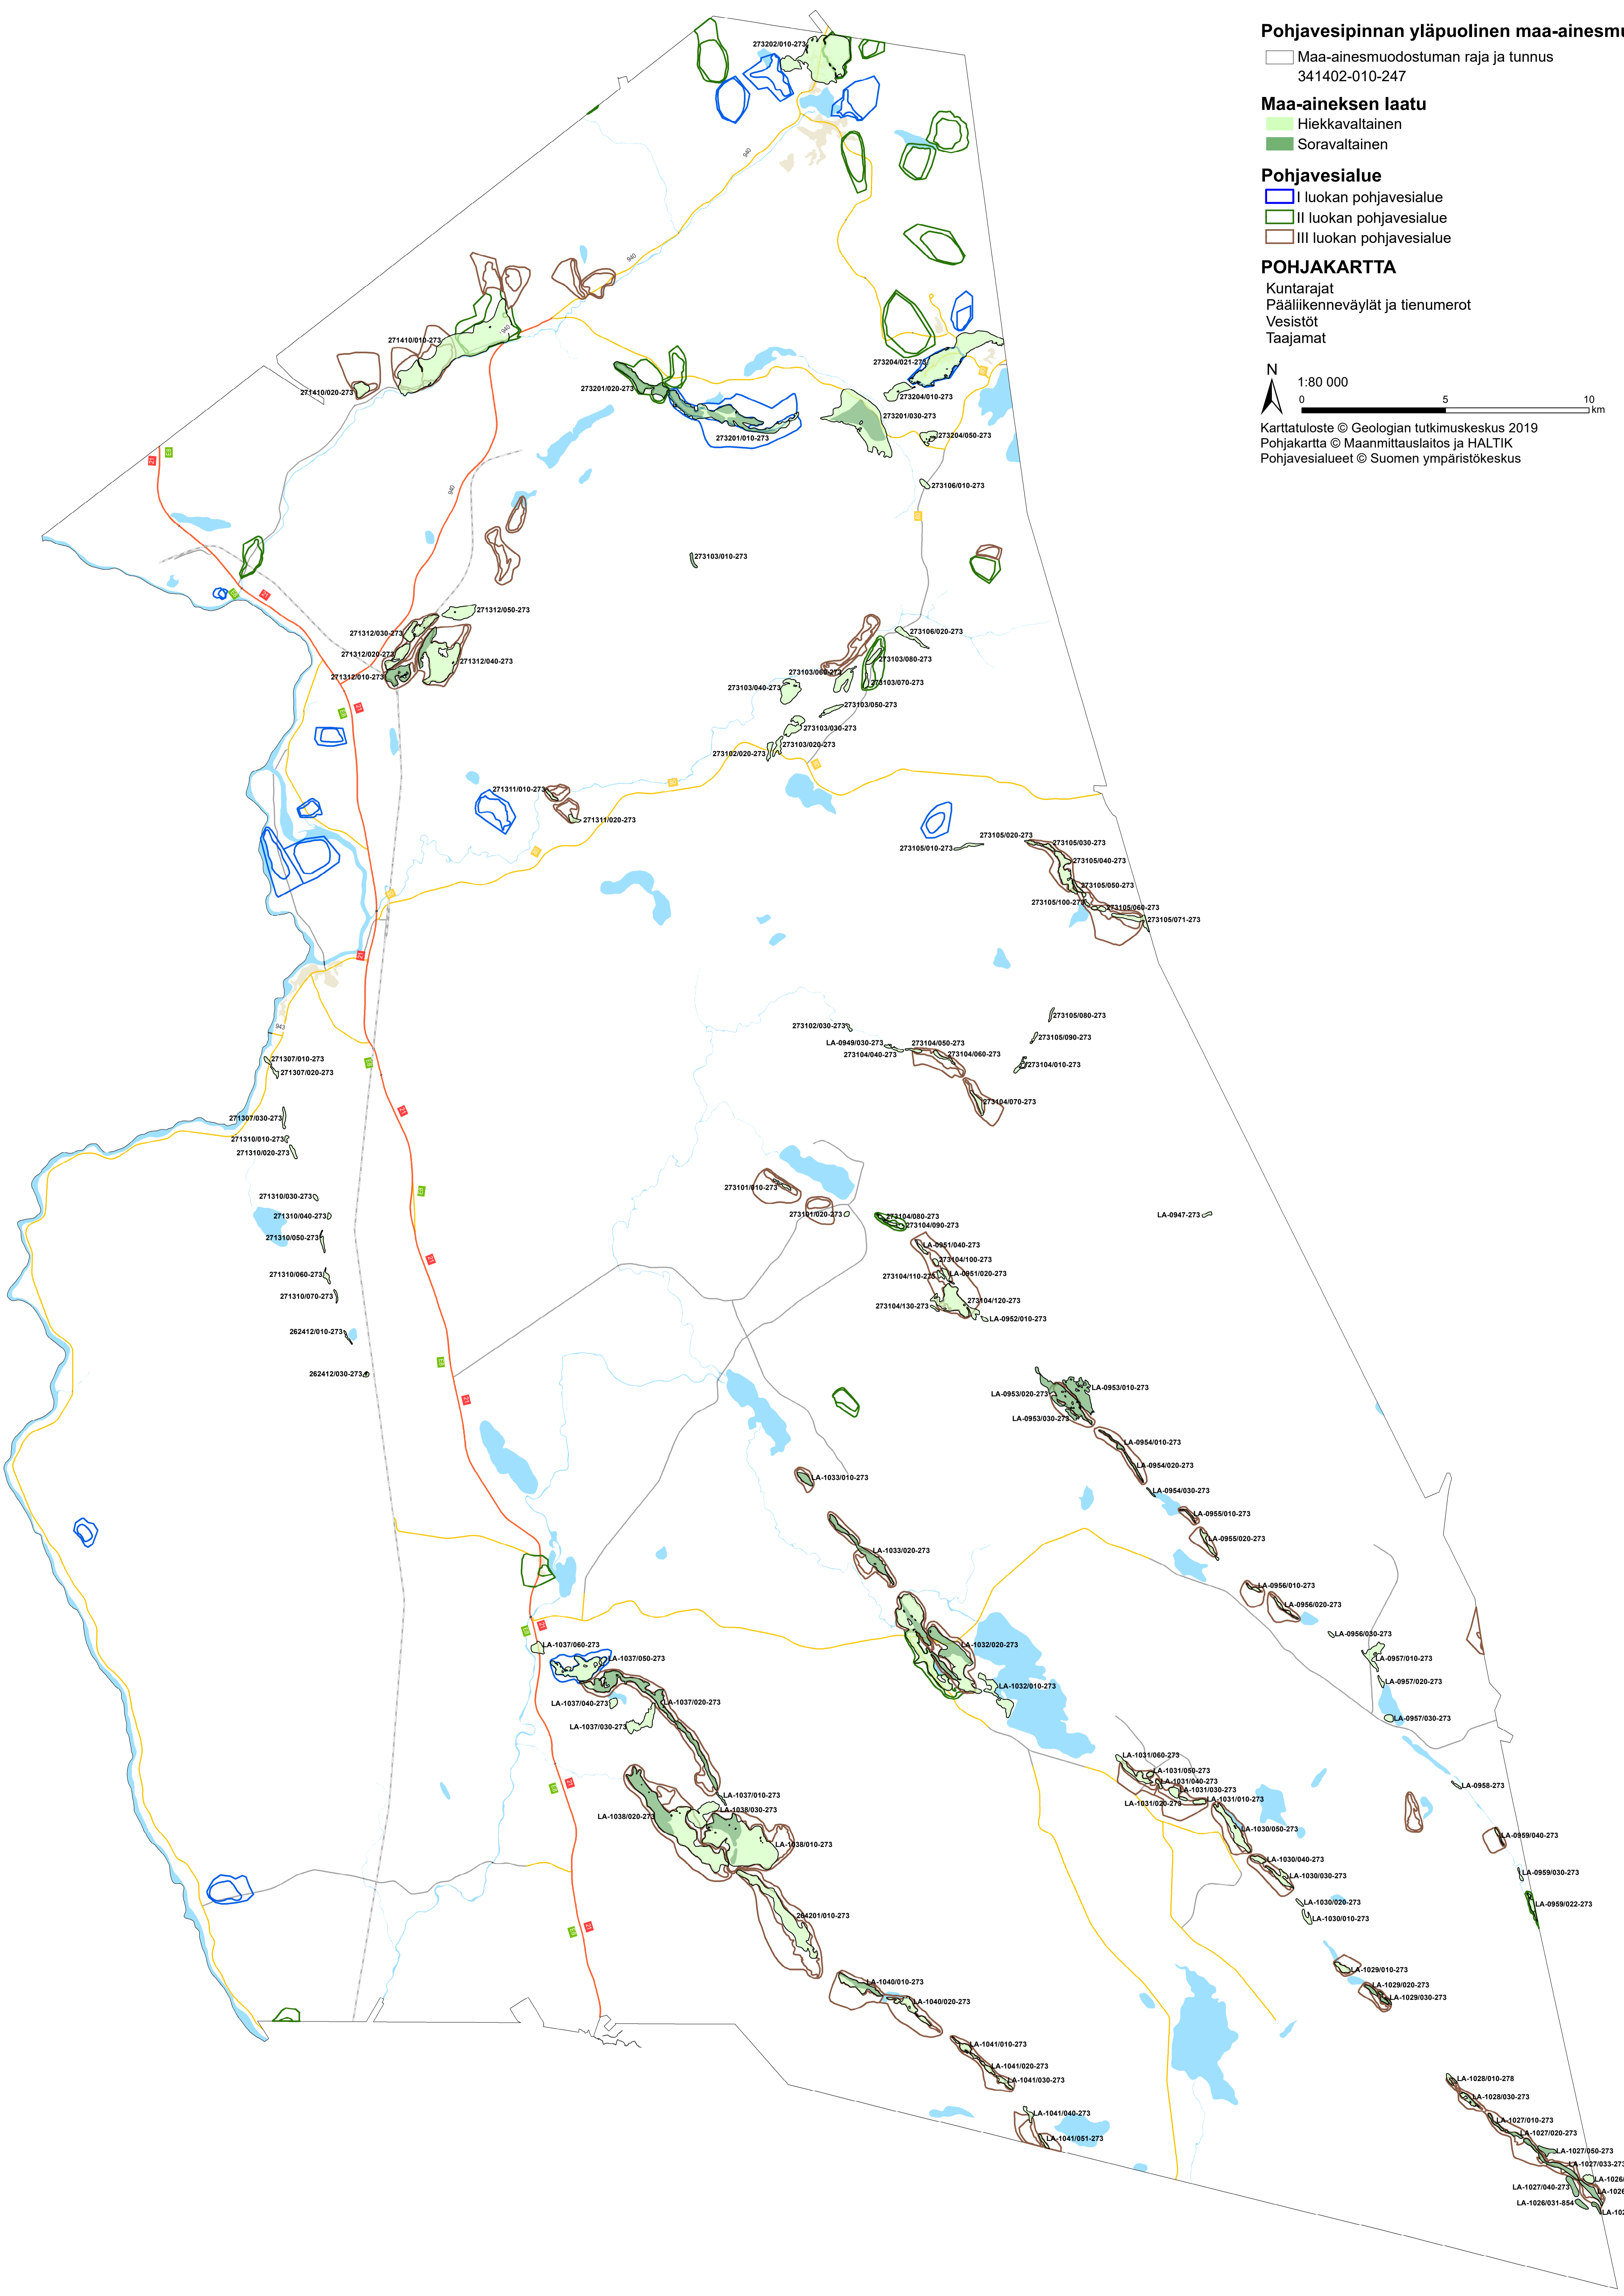 Pohjavesipinnan yläpuolinen maa-ainesmu
Maa-ainesmuodostuman raja ja tunnus
341402-010-247
Maa-aineksen laatu
Hiekkavaltainen
Soravaltainen
Pohjavesialue
I luokan pohjavesialue
II luokan pohjavesialue
III luokan pohjavesialue
POHJAKARTTA
Kuntarajat
Pääliikenneväylät ja tienumerot
Vesistöt
Taajamat
N
1:80 000
0 5 10
km
Karttatuloste © Geologian tutkimuskeskus 2019
Pohjakartta © Maanmittauslaitos ja HALTIK
Pohjavesialueet © Suomen ympäristökeskus
273202/010-273
940
940
940
271410/010-273
271410/020-273
273201/020-273
273201/010-273
273204/021-273
273204/010-273
273201/030-273
273204/050-273
940
273106/010-273
273103/010-273
271312/050-273
271312/030-273
271312/020-273
271312/040-273
271312/010-273
273106/020-273
273103/080-273
273103/060-273
273103/070-273
273103/040-273
273103/050-273
273103/030-273
273103/020-273
273102/020-273
271311/010-273
271311/020-273
273105/020-273
273105/030-273
273105/010-273
273105/040-273
273105/050-273
273105/100-273
273105/060-273
273105/071-273
943
273105/080-273
273102/030-273
273105/090-273
LA-0949/030-273
273104/050-273
273104/040-273
273104/060-273
273104/010-273
273104/070-273
271307/010-273
271307/020-273
271307/030-273
271310/010-273
271310/020-273
271310/030-273
271310/040-273
271310/050-273
271310/060-273
271310/070-273
262412/010-273
262412/030-273
273101/010-273
273101/020-273
273104/080-273
273104/090-273
LA-0947-273
LA-0951/040-273
273104/100-273
273104/110-273
LA-0951/020-273
273104/120-273
273104/130-273
LA-0952/010-273
LA-0953/010-273
LA-0953/020-273
LA-0953/030-273
LA-0954/010-273
LA-0954/020-273
LA-0954/030-273
LA-0955/010-273
LA-0955/020-273
LA-1033/010-273
LA-1033/020-273
LA-0956/010-273
LA-0956/020-273
LA-0956/030-273
LA-0957/010-273
LA-0957/020-273
LA-0957/030-273
LA-1032/020-273
LA-1032/010-273
LA-1037/060-273
LA-1037/050-273
LA-1037/040-273
LA-1037/020-273
LA-1037/030-273
LA-1037/010-273
LA-1038/030-273
LA-1038/020-273
LA-1038/010-273
LA-1031/060-273
LA-1031/050-273
LA-1031/040-273
LA-1031/030-273
LA-1031/020-273
LA-1031/010-273
LA-1030/050-273
LA-1030/040-273
LA-1030/030-273
LA-1030/020-273
LA-1030/010-273
LA-0958-273
LA-0959/040-273
LA-0959/030-273
LA-0959/022-273
264201/010-273
LA-1029/010-273
LA-1029/020-273
LA-1029/030-273
LA-1040/010-273
LA-1040/020-273
LA-1041/010-273
LA-1041/020-273
LA-1041/030-273
LA-1041/040-273
LA-1041/051-273
LA-1028/010-278
LA-1028/030-273
LA-1027/010-273
LA-1027/020-273
LA-1027/050-273
LA-1027/033-273
LA-1026/
LA-1027/040-273
LA-1026
LA-1026/031-854
LA-102